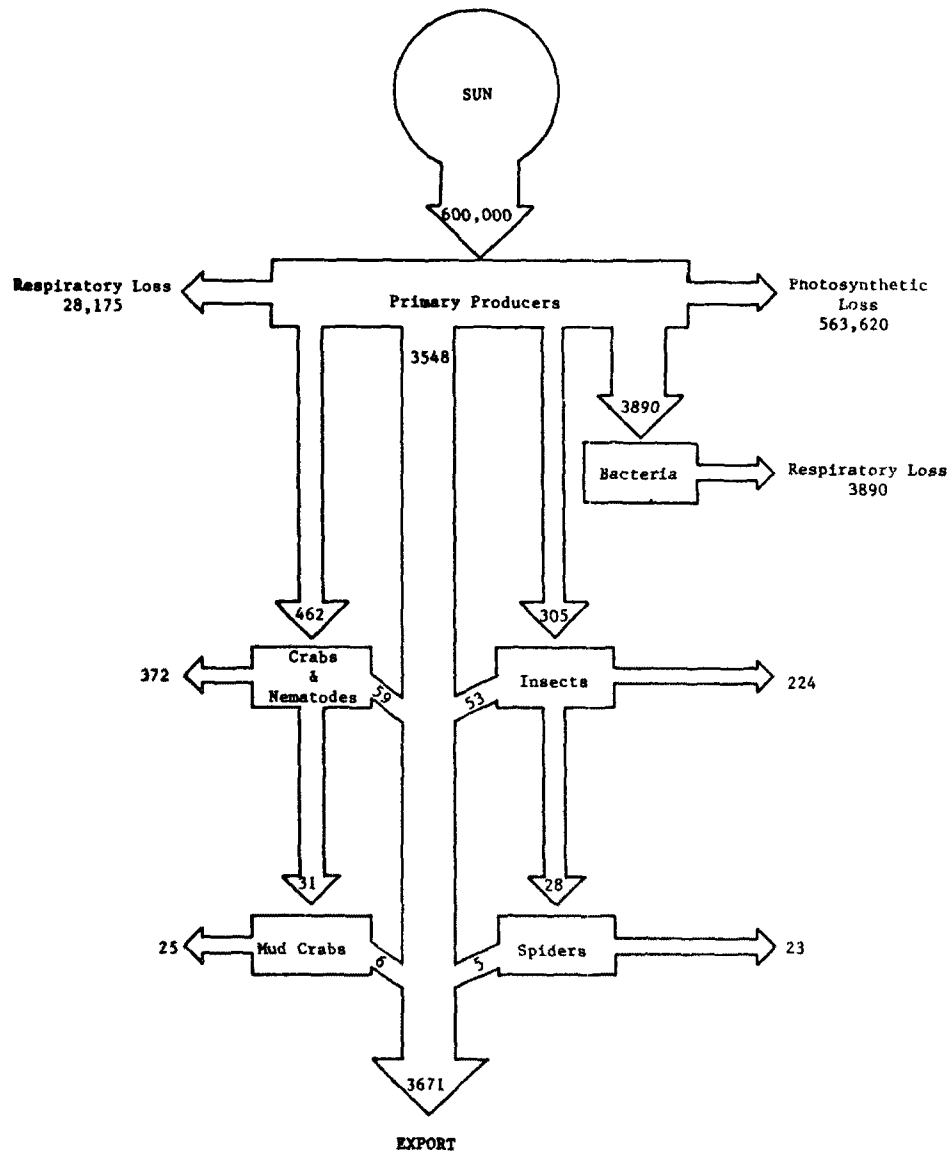 SUN
600,000
Respiratory Loss
28,175
Primary Producers
Photosynthetic
Loss
563,620
3548
3890
Bacteria
Respiratory Loss
3890
462
305
372
Crabs
&
Nematodes
59
53
Insects
224
31
28
25
Mud Crabs
6
5
Spiders
23
3671
EXPORT